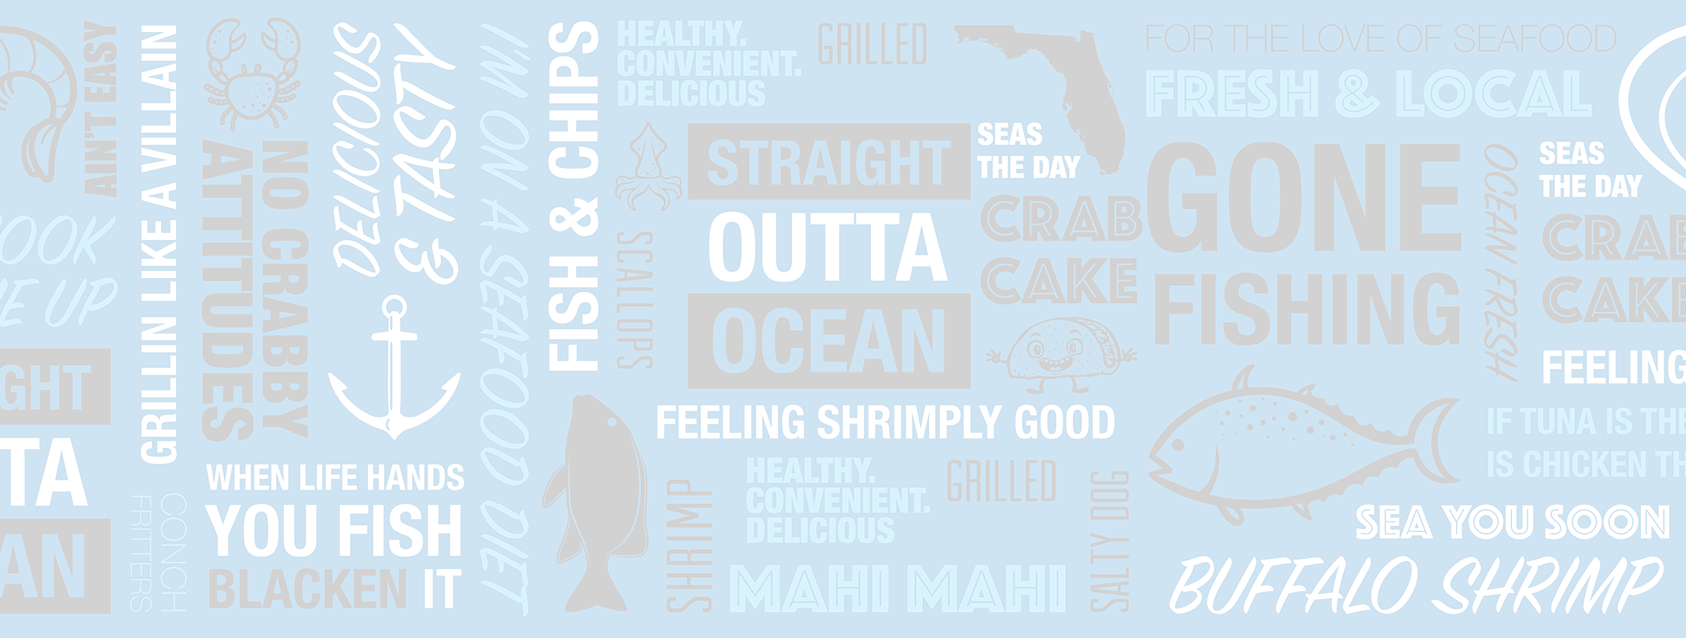 AIN'T EASY
OOK
E UP
GHT
TA
AN
GRILLIN LIKE A VILLAIN
CONCH
FRITTERS
NO CRABBY
ATTITUDES
DELICIOUS
& TASTY
WHEN LIFE HANDS
YOU FISH
BLACKEN IT
I'M ON A SEAFOOD DIET
FISH & CHIPS
HEALTHY.
CONVENIENT.
DELICIOUS
GRILLED
SCALLOPS
STRAIGHT
OUTTA
OCEAN
SEAS
THE DAY
CRAB
CAKE
FEELING SHRIMPLY GOOD
SHRIMP
HEALTHY.
CONVENIENT.
DELICIOUS
GRILLED
MAHI MAHI
SALTY DOG
FOR THE LOVE OF SEAFOOD
FRESH & LOCAL
GONE
FISHING
OCEAN FRESH
SEAS
THE DAY
CRAB
CAKE
FEELING
IF TUNA IS THE
IS CHICKEN TH
SEA YOU SOON
BUFFALO SHRIMP